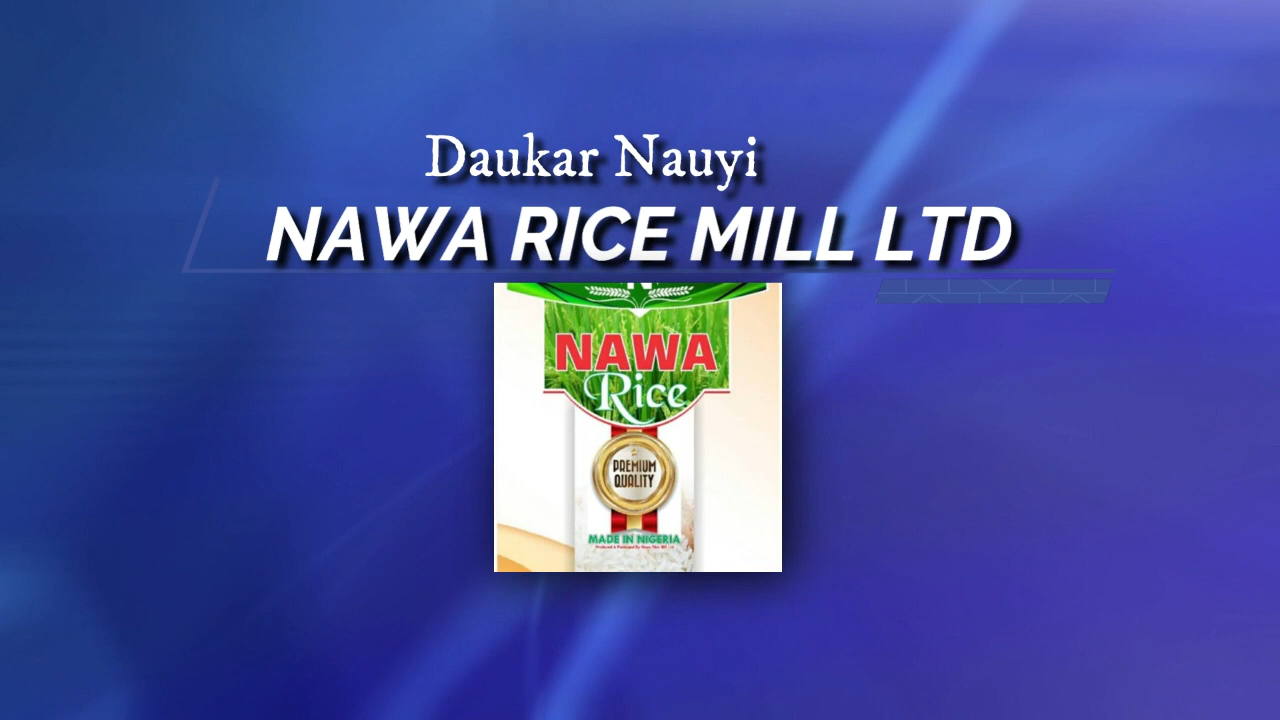 Daukar Nauyi
NAWA RICE MILL LTD
NAWA
Rice
PREMIUM
QUALITY
MADE IN NIGERIA